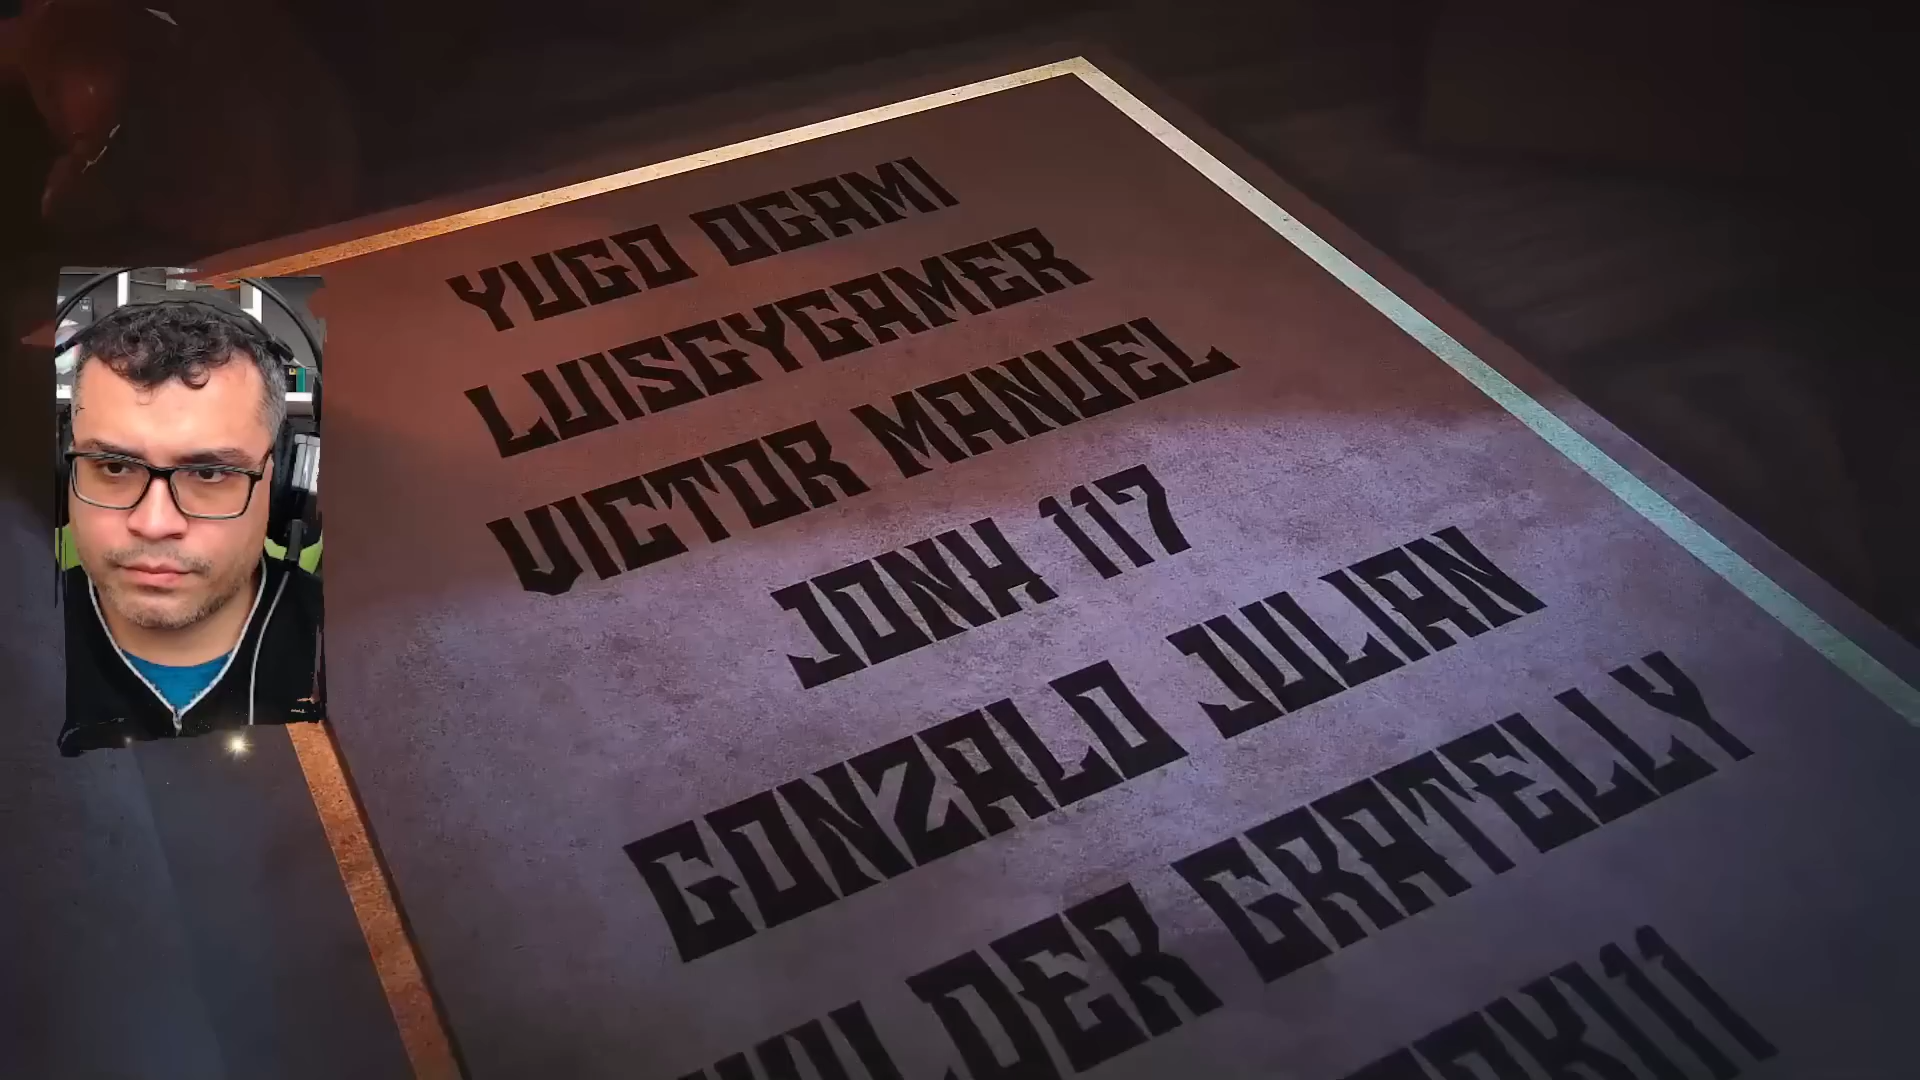 YUGO OGAMI
LUISGYGAMER
VICTOR MANUEL
JONH 117
GONZALO JULIAN
GRATELLY